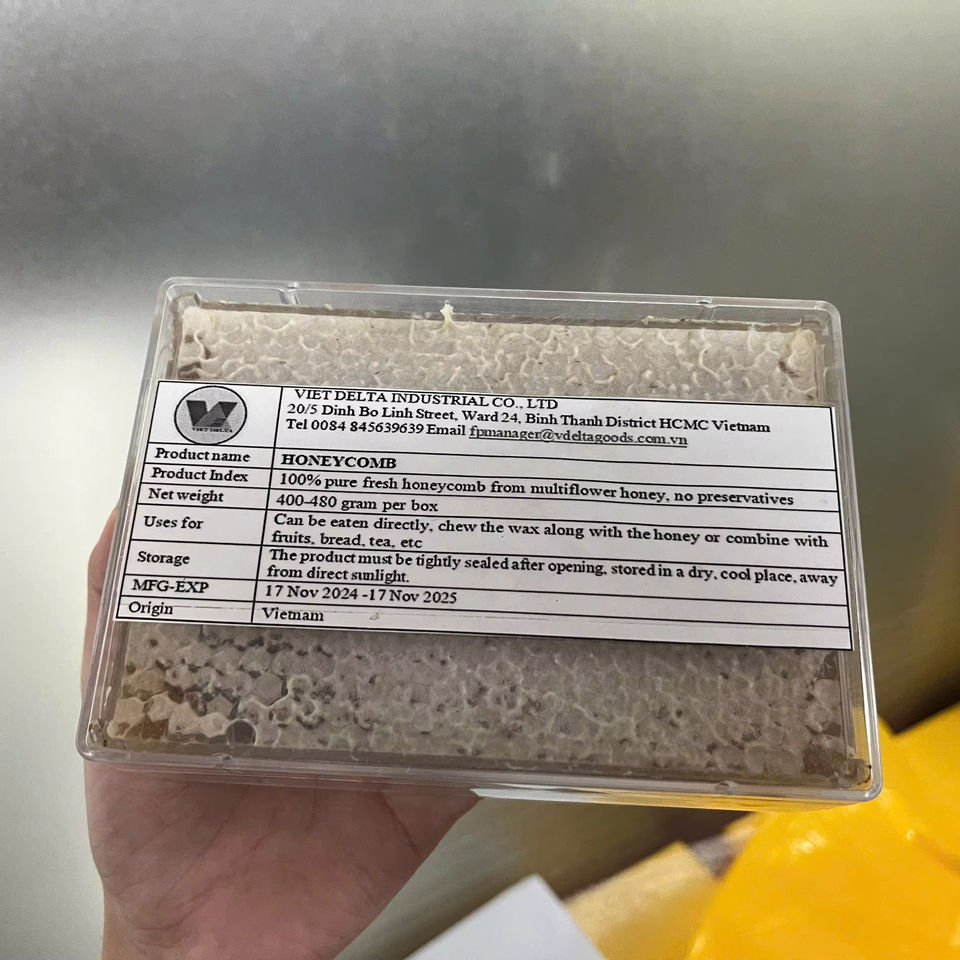 VIET DELTA
VIET DELTA INDUSTRIAL CO., LTD
20/5 Dinh Bo Linh Street, Ward 24, Binh Thanh District HCMC Vietnam
Tel 0084 845639639 Email fpmanager@vdeltagoods.com.vn
Product name HONEYCOMB
Product Index 100% pure fresh honeycomb from multiflower honey, no preservatives
Net weight 400-480 gram per box
Uses for Can be eaten directly, chew the wax along with the honey or combine with
fruits, bread, tea, etc
Storage The product must be tightly sealed after opening, stored in a dry, cool place, away
from direct sunlight.
MFG-EXP 17 Nov 2024 -17 Nov 2025
Origin Vietnam